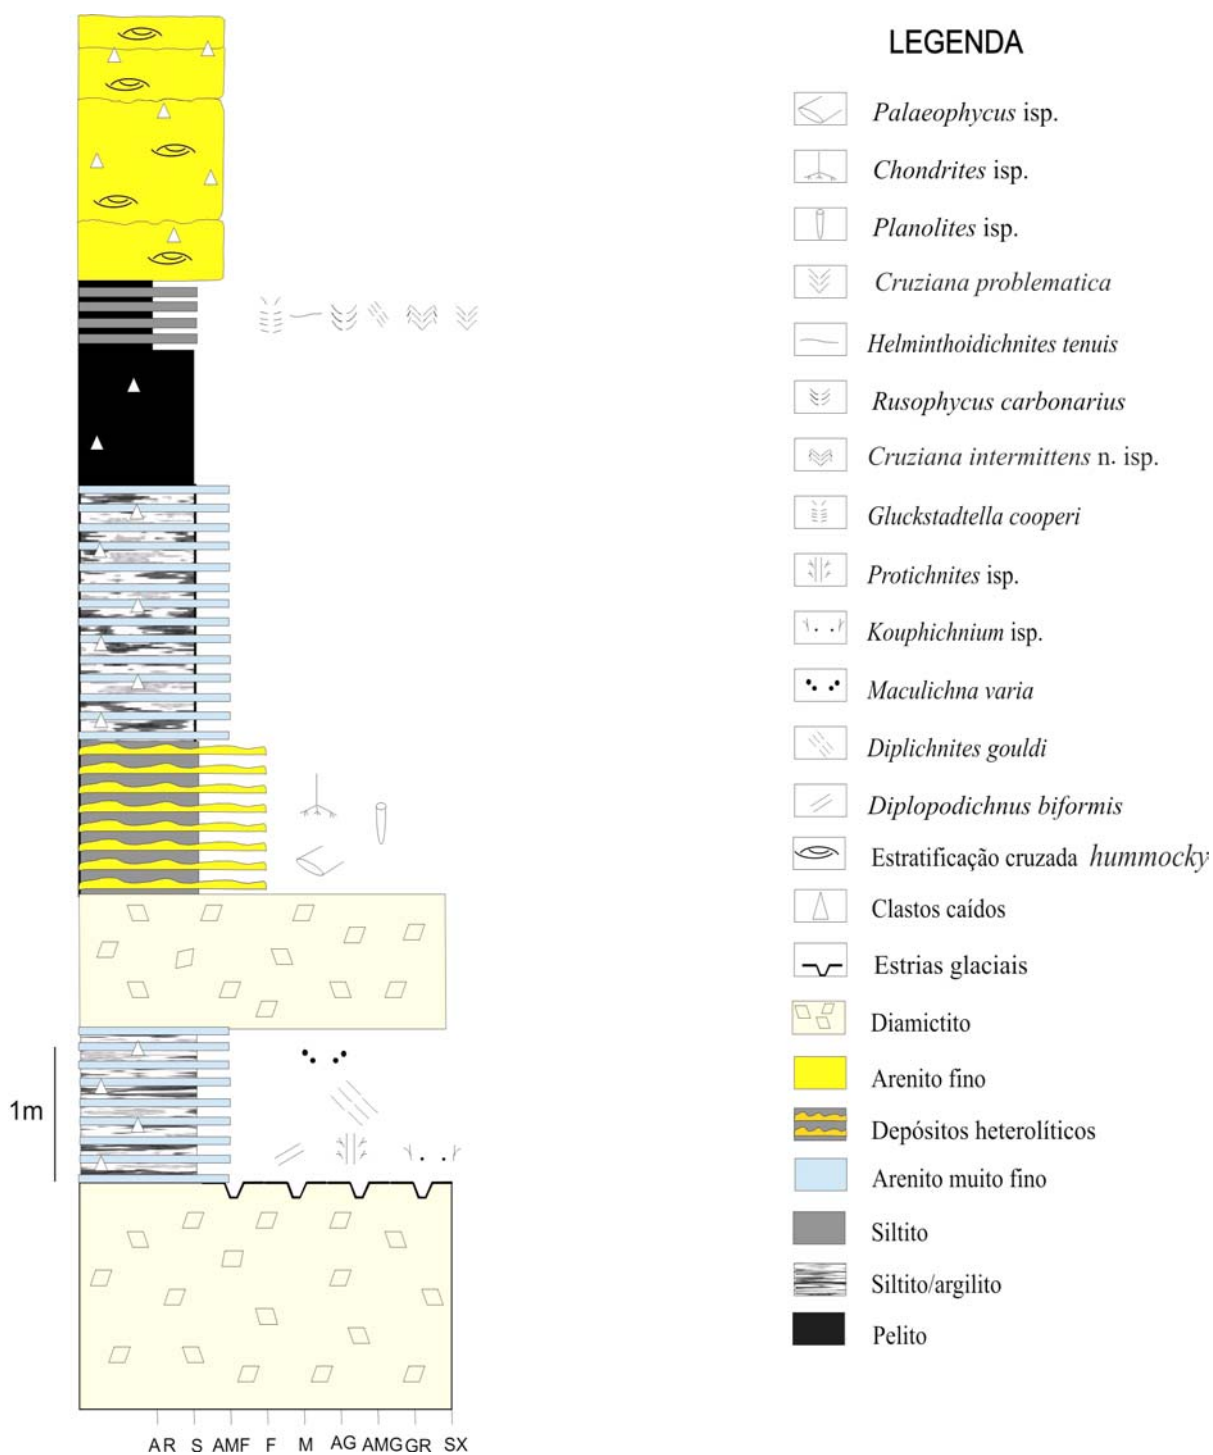 LEGENDA
Palaeophycus isp.
Chondrites isp.
Planolites isp.
Cruziana problematica
Helminthoidichnites tenuis
Rusophycus carbonarius
Cruziana intermittens n. isp.
Gluckstadtella cooperi
Protichnites isp.
Kouphichnium isp.
Maculichna varia
Diplichnites gouldi
Diplopodichnus biformis
Estratificação cruzada hummocky
Clastos caídos
Estrias glaciais
Diamictito
Arenito fino
Depósitos heterolíticos
Arenito muito fino
Siltito
Siltito/argilito
Pelito
1m
AR S AMF F M AG AMG GR SX